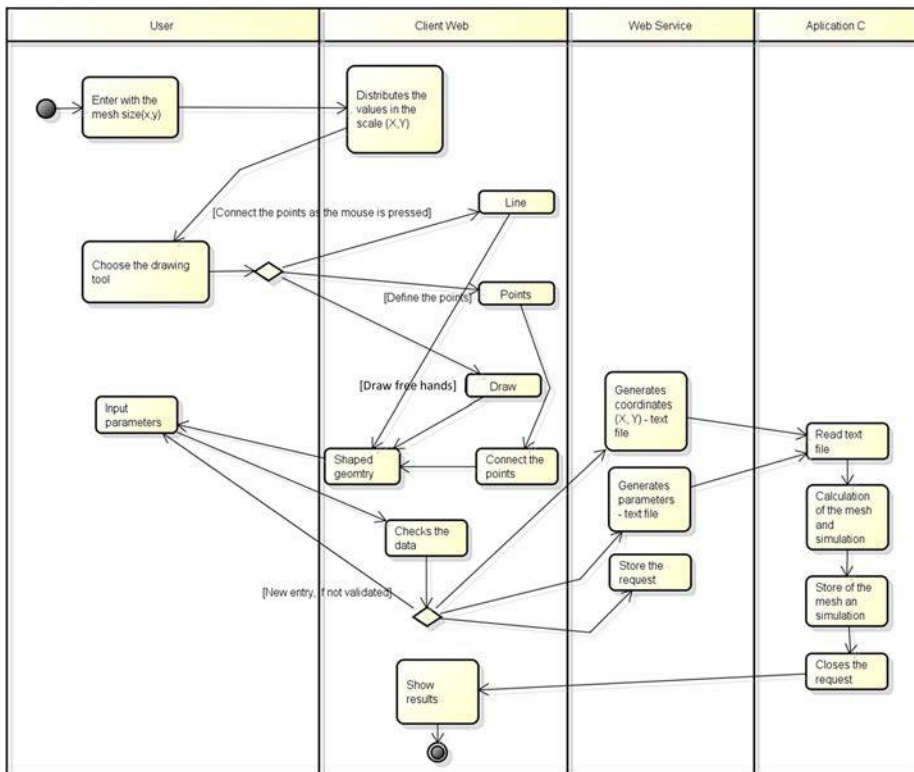 User
Client Web
Web Service
Aplication C
Enter with the
mesh size(x,y)
Distributes the
values in the
scale (X,Y)
[Connect the points as the mouse is pressed]
Line
Choose the drawing
tool
[Define the points]
Points
[Draw free hands]
Draw
Input
parameters
Shaped
geomtry
Connect the
points
Generates
coordinates
(X, Y) - text
file
Read text
file
Generates
parameters
- text file
Calculation
of the mesh
and
simulation
Checks the
data
Store the
request
[New entry, if not validated]
Store of the
mesh an
simulation
Closes the
request
Show
results